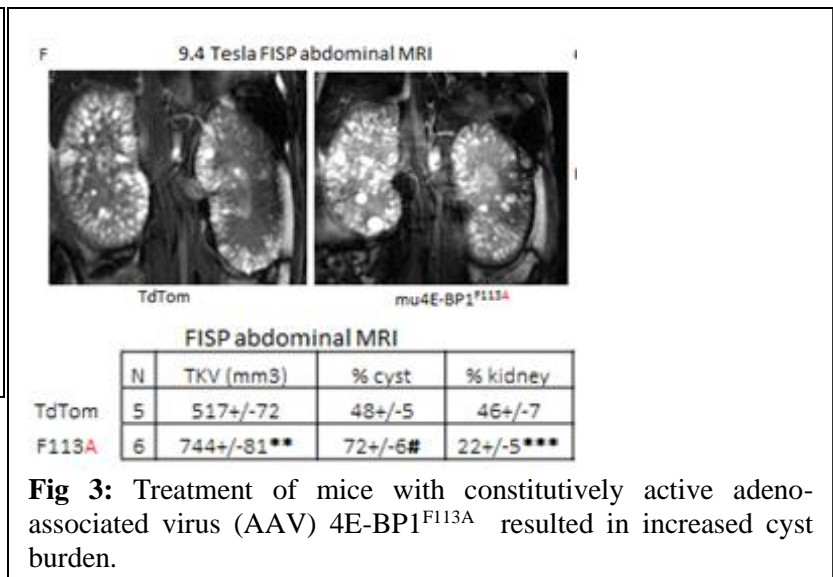 F 9.4 Tesla FISP abdominal MRI
TdTom mu4E-BP1F113A
FISP abdominal MRI
N TKV (mm3) % cyst % kidney
TdTom 5 517+/-72 48+/-5 46+/-7
F113A 6 744+/-81** 72+/-6# 22+/-5***
Fig 3: Treatment of mice with constitutively active adeno-
associated virus (AAV) 4E-BP1F113A resulted in increased cyst
burden.